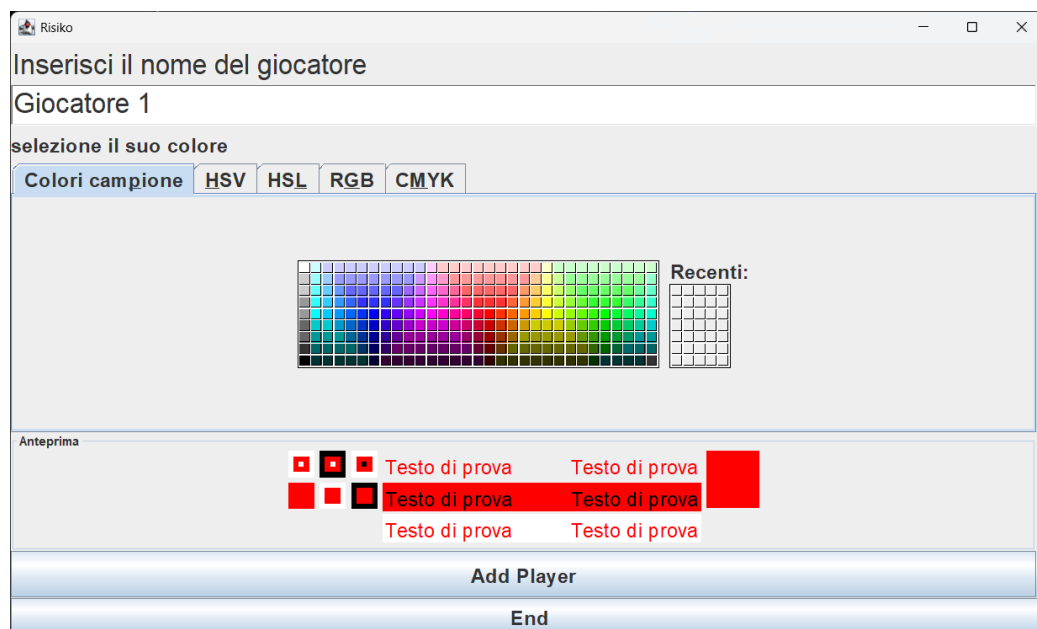 Risiko
Inserisci il nome del giocatore
Giocatore 1
selezione il suo colore
Colori campione HSV HSL RGB CMYK
Recenti:
Anteprima
Testo di prova Testo di prova
Testo di prova Testo di prova
Testo di prova Testo di prova
Add Player
End